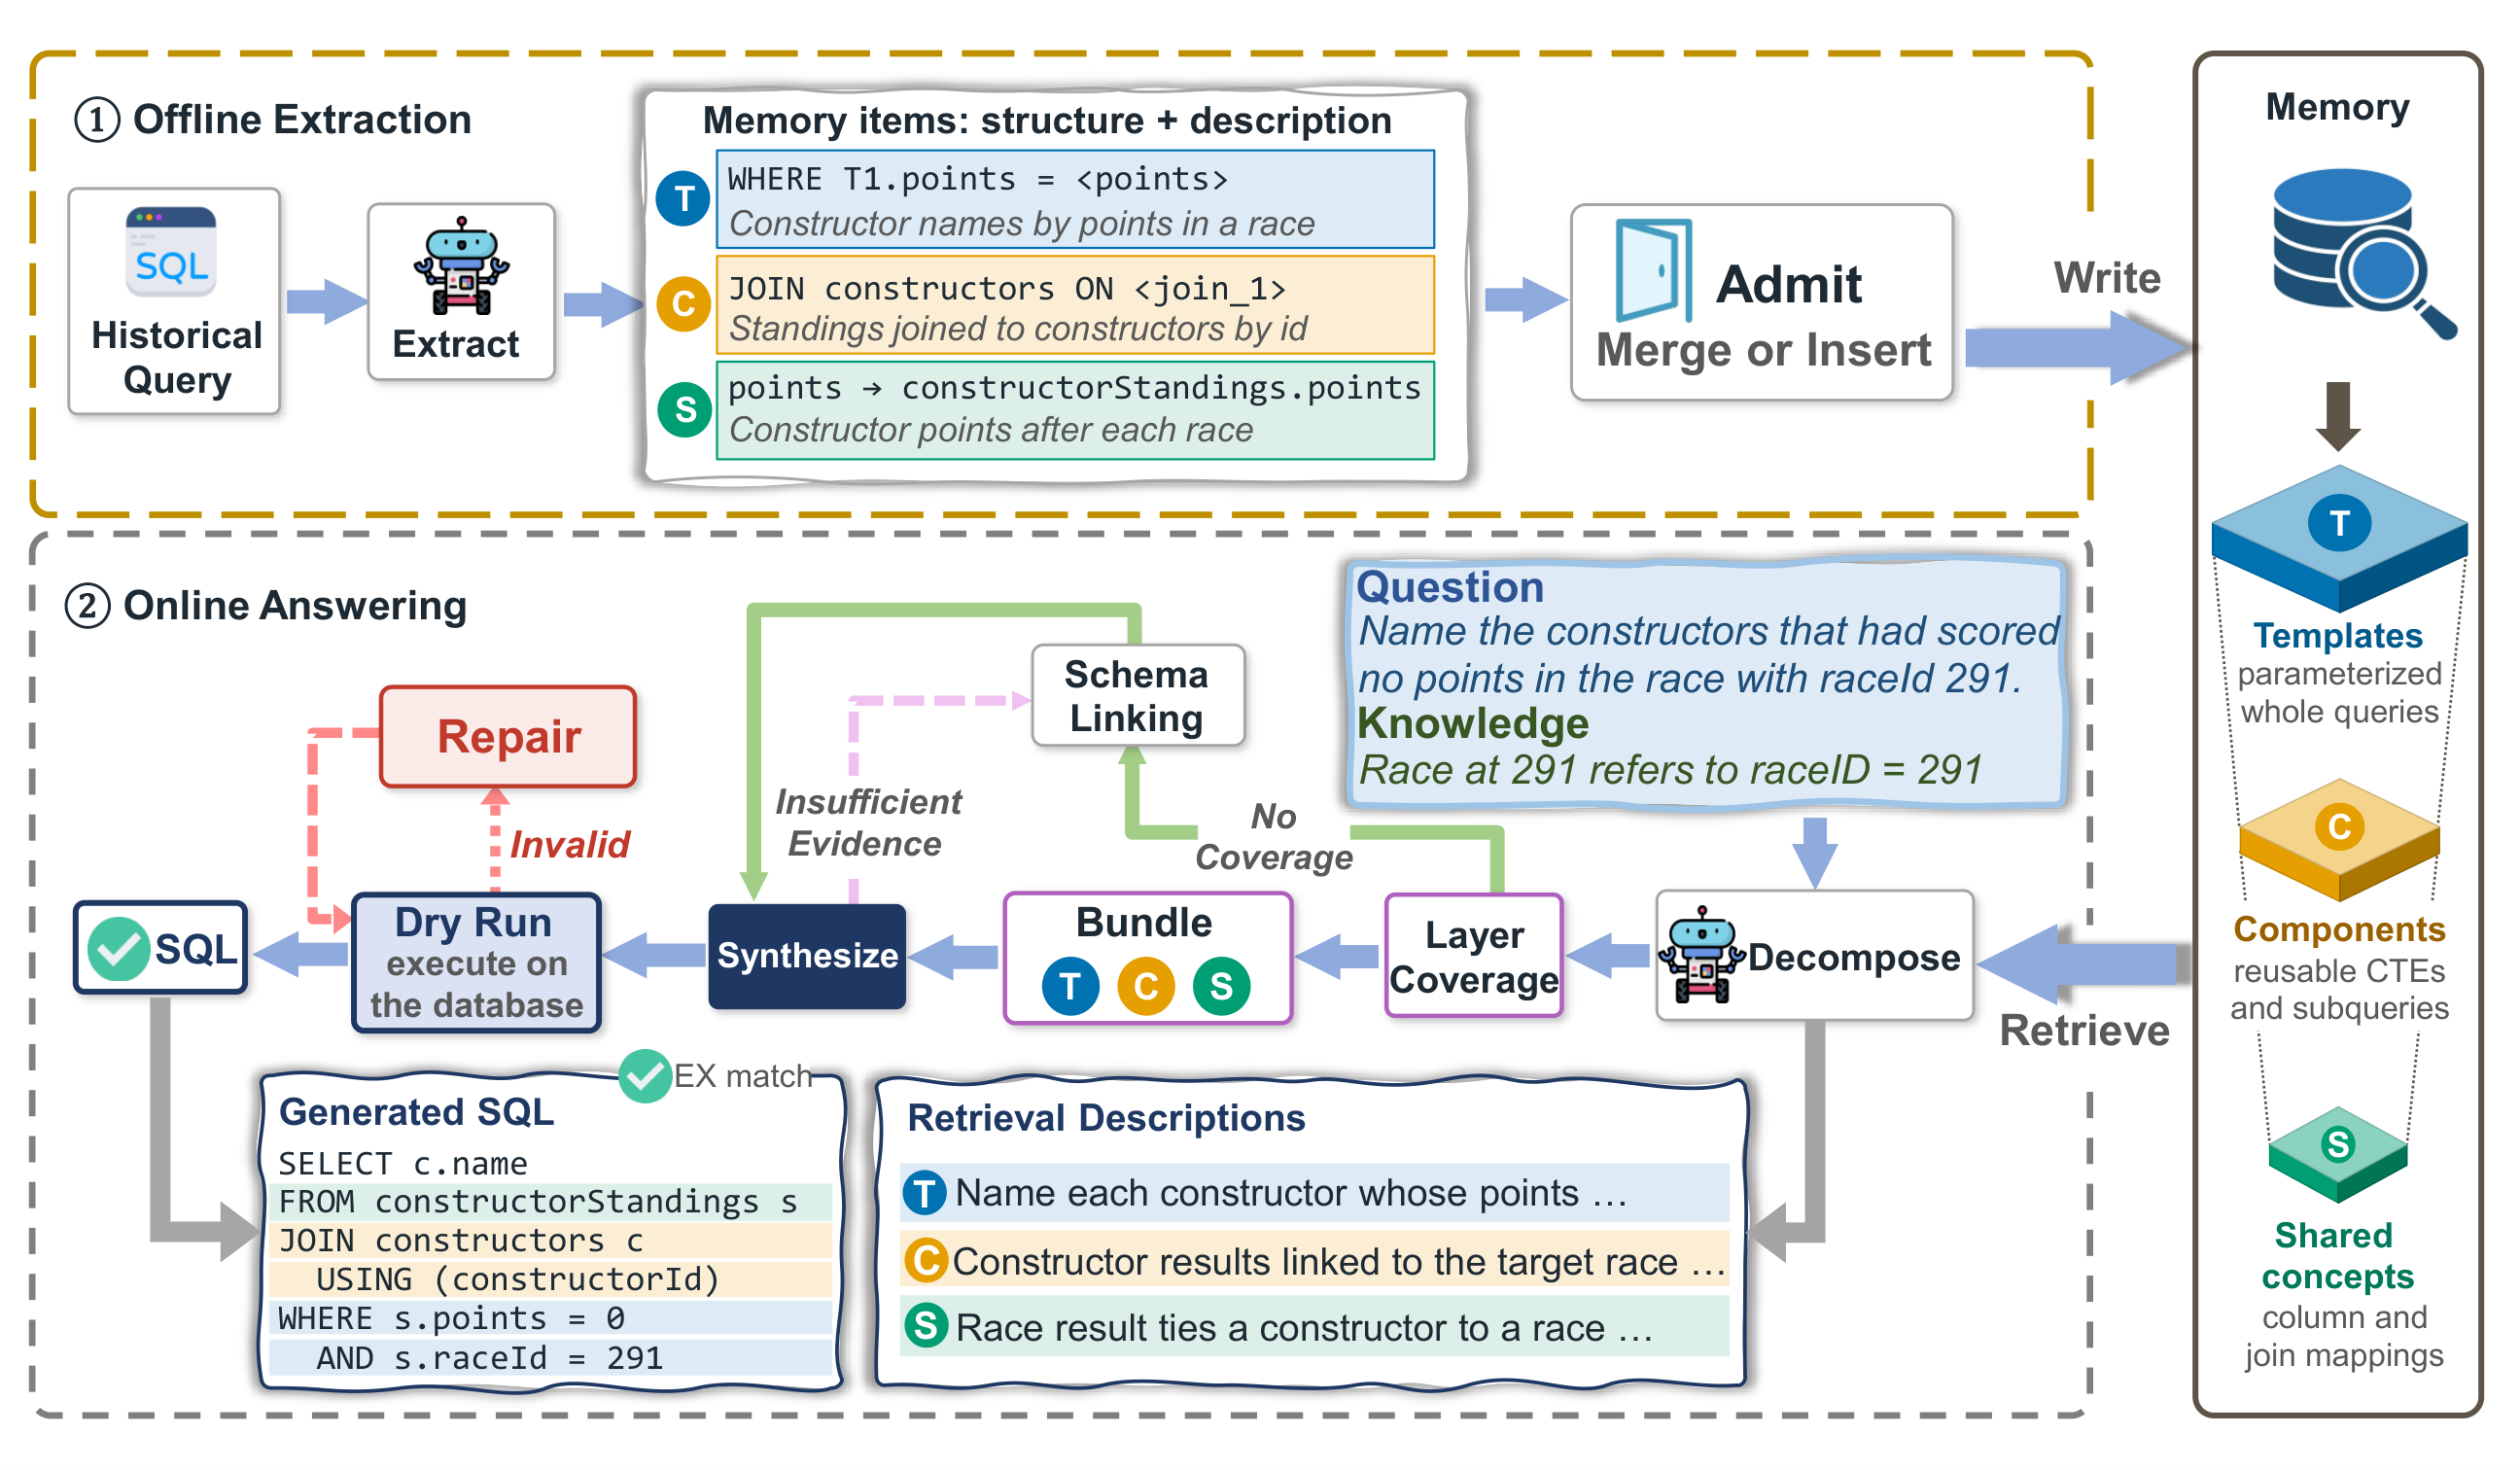 ① Offline Extraction
SQL
Historical
Query
Extract
Memory items: structure + description
T
WHERE T1.points = <points>
Constructor names by points in a race
C
JOIN constructors ON <join_1>
Standings joined to constructors by id
S
points → constructorStandings.points
Constructor points after each race
Admit
Merge or Insert
Write
Memory
T
Templates
parameterized
whole queries
C
Components
reusable CTEs
and subqueries
S
Shared
concepts
column and
join mappings
Retrieve
② Online Answering
Question
Name the constructors that had scored
no points in the race with raceId 291.
Knowledge
Race at 291 refers to raceID = 291
Decompose
Layer
Coverage
No
Coverage
Schema
Linking
Bundle
T C S
Synthesize
Insufficient
Evidence
Dry Run
execute on
the database
Invalid
Repair
SQL
EX match
Generated SQL
SELECT c.name
FROM constructorStandings s
JOIN constructors c
USING (constructorId)
WHERE s.points = 0
AND s.raceId = 291
Retrieval Descriptions
T Name each constructor whose points …
C Constructor results linked to the target race …
S Race result ties a constructor to a race …